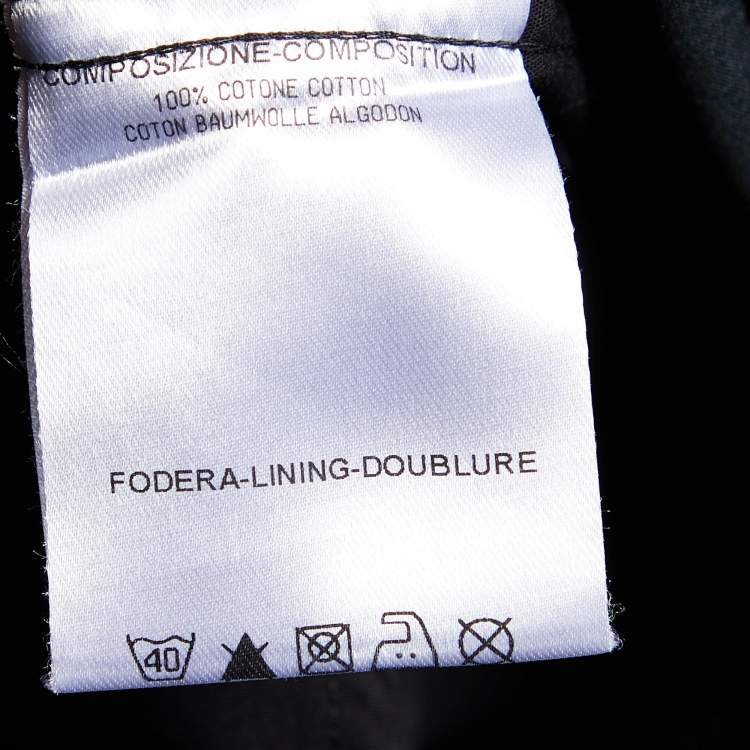 COMPOSIZIONE-COMPOSITION
100% COTONE COTTON
COTON BAUMWOLLE ALGODON
FODERA-LINING-DOUBLURE
40